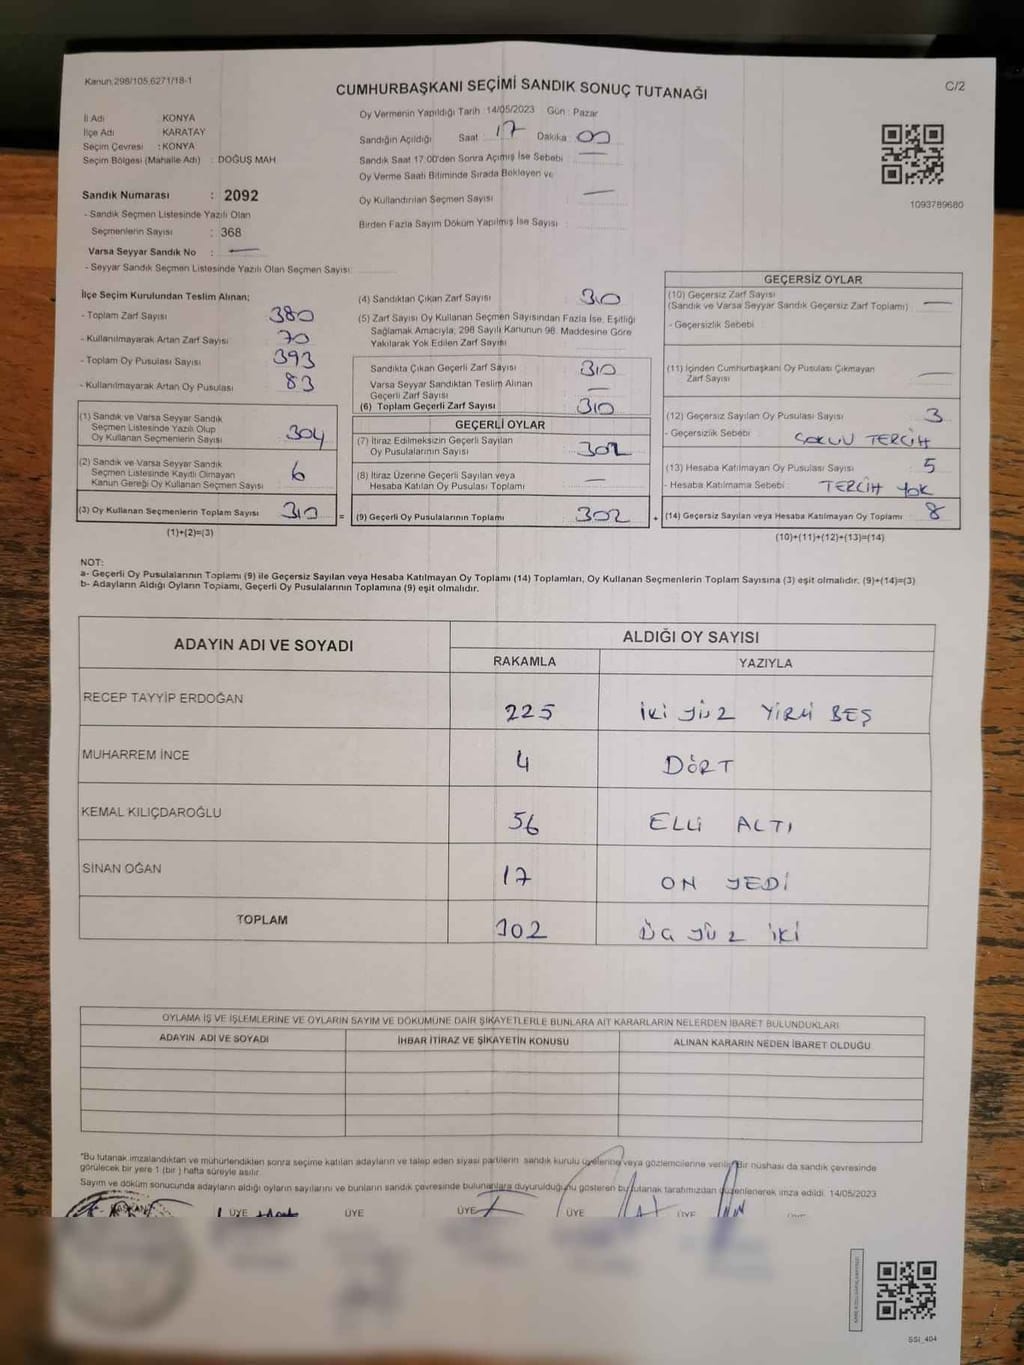 Kanun:298/105,6271/18-1
CUMHURBAŞKANI SEÇİMİ SANDIK SONUÇ TUTANAĞI
C/2
İl Adı : KONYA
İlçe Adı : KARATAY
Seçim Çevresi : KONYA
Seçim Bölgesi (Mahalle Adı) : DOĞUŞ MAH
Sandık Numarası : 2092
- Sandık Seçmen Listesinde Yazılı Olan
Seçmenlerin Sayısı : 368
Varsa Seyyar Sandık No : —
- Seyyar Sandık Seçmen Listesinde Yazılı Olan Seçmen Sayısı:
Oy Vermenin Yapıldığı Tarih :14/05/2023 Gün : Pazar
Sandığın Açıldığı Saat : 17 Dakika : 00
Sandık Saat 17.00'den Sonra Açımış İse Sebebi : —
Oy Verme Saati Bitiminde Sırada Bekleyen ve
Oy Kullandırılan Seçmen Sayısı : —
Birden Fazla Sayım Döküm Yapılmış İse Sayısı :
1093789680
İlçe Seçim Kurulundan Teslim Alınan;
- Toplam Zarf Sayısı 380
- Kullanılmayarak Artan Zarf Sayısı 70
- Toplam Oy Pusulası Sayısı 393
- Kullanılmayarak Artan Oy Pusulası 83
(1) Sandık ve Varsa Seyyar Sandık
Seçmen Listesinde Yazılı Olup
Oy Kullanan Seçmenlerin Sayısı 304
(2) Sandık ve Varsa Seyyar Sandık
Seçmen Listesinde Kayıtlı Olmayan
Kanun Gereği Oy Kullanan Seçmen Sayısı 6
(3) Oy Kullanan Seçmenlerin Toplam Sayısı 310 =
(1)+(2)=(3)
(4) Sandıktan Çıkan Zarf Sayısı 310
(5) Zarf Sayısı Oy Kullanan Seçmen Sayısından Fazla İse, Eşitliği
Sağlamak Amacıyla; 298 Sayılı Kanunun 98. Maddesine Göre
Yakılarak Yok Edilen Zarf Sayısı
Sandıkta Çıkan Geçerli Zarf Sayısı 310
Varsa Seyyar Sandıktan Teslim Alınan
Geçerli Zarf Sayısı —
(6) Toplam Geçerli Zarf Sayısı 310
GEÇERLİ OYLAR
(7) İtiraz Edilmeksizin Geçerli Sayılan
Oy Pusulalarının Sayısı 302
(8) İtiraz Üzerine Geçerli Sayılan veya
Hesaba Katılan Oy Pusulası Toplamı —
(9) Geçerli Oy Pusulalarının Toplamı 302 +
GEÇERSİZ OYLAR
(10) Geçersiz Zarf Sayısı
(Sandık ve Varsa Seyyar Sandık Geçersiz Zarf Toplamı) —
- Geçersizlik Sebebi :
(11) İçinden Cumhurbaşkanı Oy Pusulası Çıkmayan
Zarf Sayısı —
(12) Geçersiz Sayılan Oy Pusulası Sayısı 3
- Geçersizlik Sebebi : ÇOKLU TERCİH
(13) Hesaba Katılmayan Oy Pusulası Sayısı 5
- Hesaba Katılmama Sebebi : TERCİH YOK
(14) Geçersiz Sayılan veya Hesaba Katılmayan Oy Toplamı 8
(10)+(11)+(12)+(13)=(14)
NOT:
a- Geçerli Oy Pusulalarının Toplamı (9) ile Geçersiz Sayılan veya Hesaba Katılmayan Oy Toplamı (14) Toplamları, Oy Kullanan Seçmenlerin Toplam Sayısına (3) eşit olmalıdır. (9)+(14)=(3)
b- Adayların Aldığı Oyların Toplamı, Geçerli Oy Pusulalarının Toplamına (9) eşit olmalıdır.
ADAYIN ADI VE SOYADI ALDIĞI OY SAYISI
RAKAMLA YAZIYLA
RECEP TAYYİP ERDOĞAN 225 İKİ YÜZ YİRMİ BEŞ
MUHARREM İNCE 4 DÖRT
KEMAL KILIÇDAROĞLU 56 ELLİ ALTI
SİNAN OĞAN 17 ON YEDİ
TOPLAM 302 ÜÇ YÜZ İKİ
OYLAMA İŞ VE İŞLEMLERİNE VE OYLARIN SAYIM VE DÖKÜMÜNE DAİR ŞİKAYETLERLE BUNLARA AİT KARARLARIN NELERDEN İBARET BULUNDUKLARI
ADAYIN ADI VE SOYADI İHBAR İTİRAZ VE ŞİKAYETİN KONUSU ALINAN KARARIN NEDEN İBARET OLDUĞU
*Bu tutanak imzalandıktan ve mühürlendikten sonra seçime katılan adayların ve talep eden siyasi partilerin sandık kurulu üyelerine veya gözlemcilerine verilir. Bir nüshası da sandık çevresinde
görülecek bir yere 1 (bir ) hafta süreyle asılır.
Sayım ve döküm sonucunda adayların aldığı oyların sayılarını ve bunların sandık çevresinde bulunanlara duyurulduğunu gösteren bu tutanak tarafımızdan düzenlenerek imza edildi. 14/05/2023
BAŞKAN ÜYE ÜYE ÜYE ÜYE ÜYE
SSİ_404